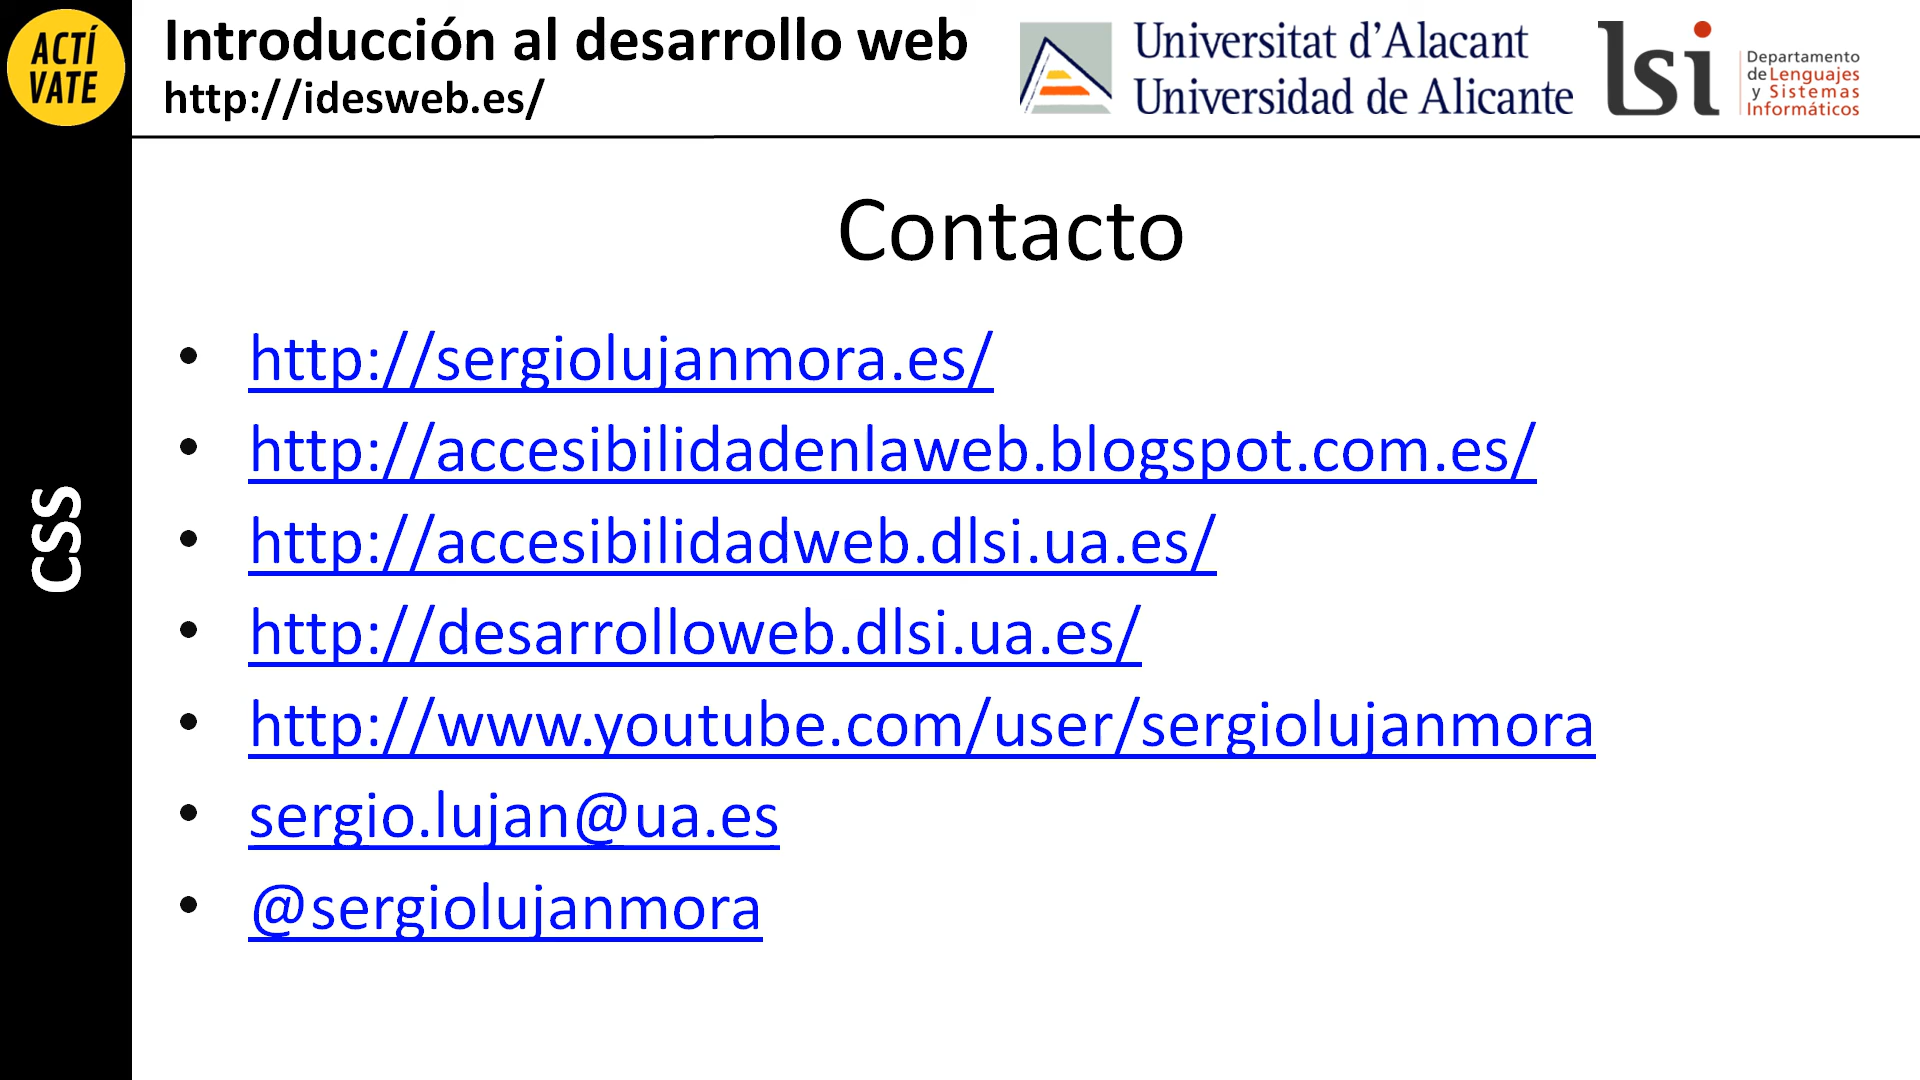 ACTÍ
VATE
Introducción al desarrollo web
http://idesweb.es/
Universitat d’Alacant
Universidad de Alicante
lsi
Departamento
de Lenguajes
y Sistemas
Informáticos
CSS
Contacto
• http://sergiolujanmora.es/
• http://accesibilidadenlaweb.blogspot.com.es/
• http://accesibilidadweb.dlsi.ua.es/
• http://desarrolloweb.dlsi.ua.es/
• http://www.youtube.com/user/sergiolujanmora
• sergio.lujan@ua.es
• @sergiolujanmora